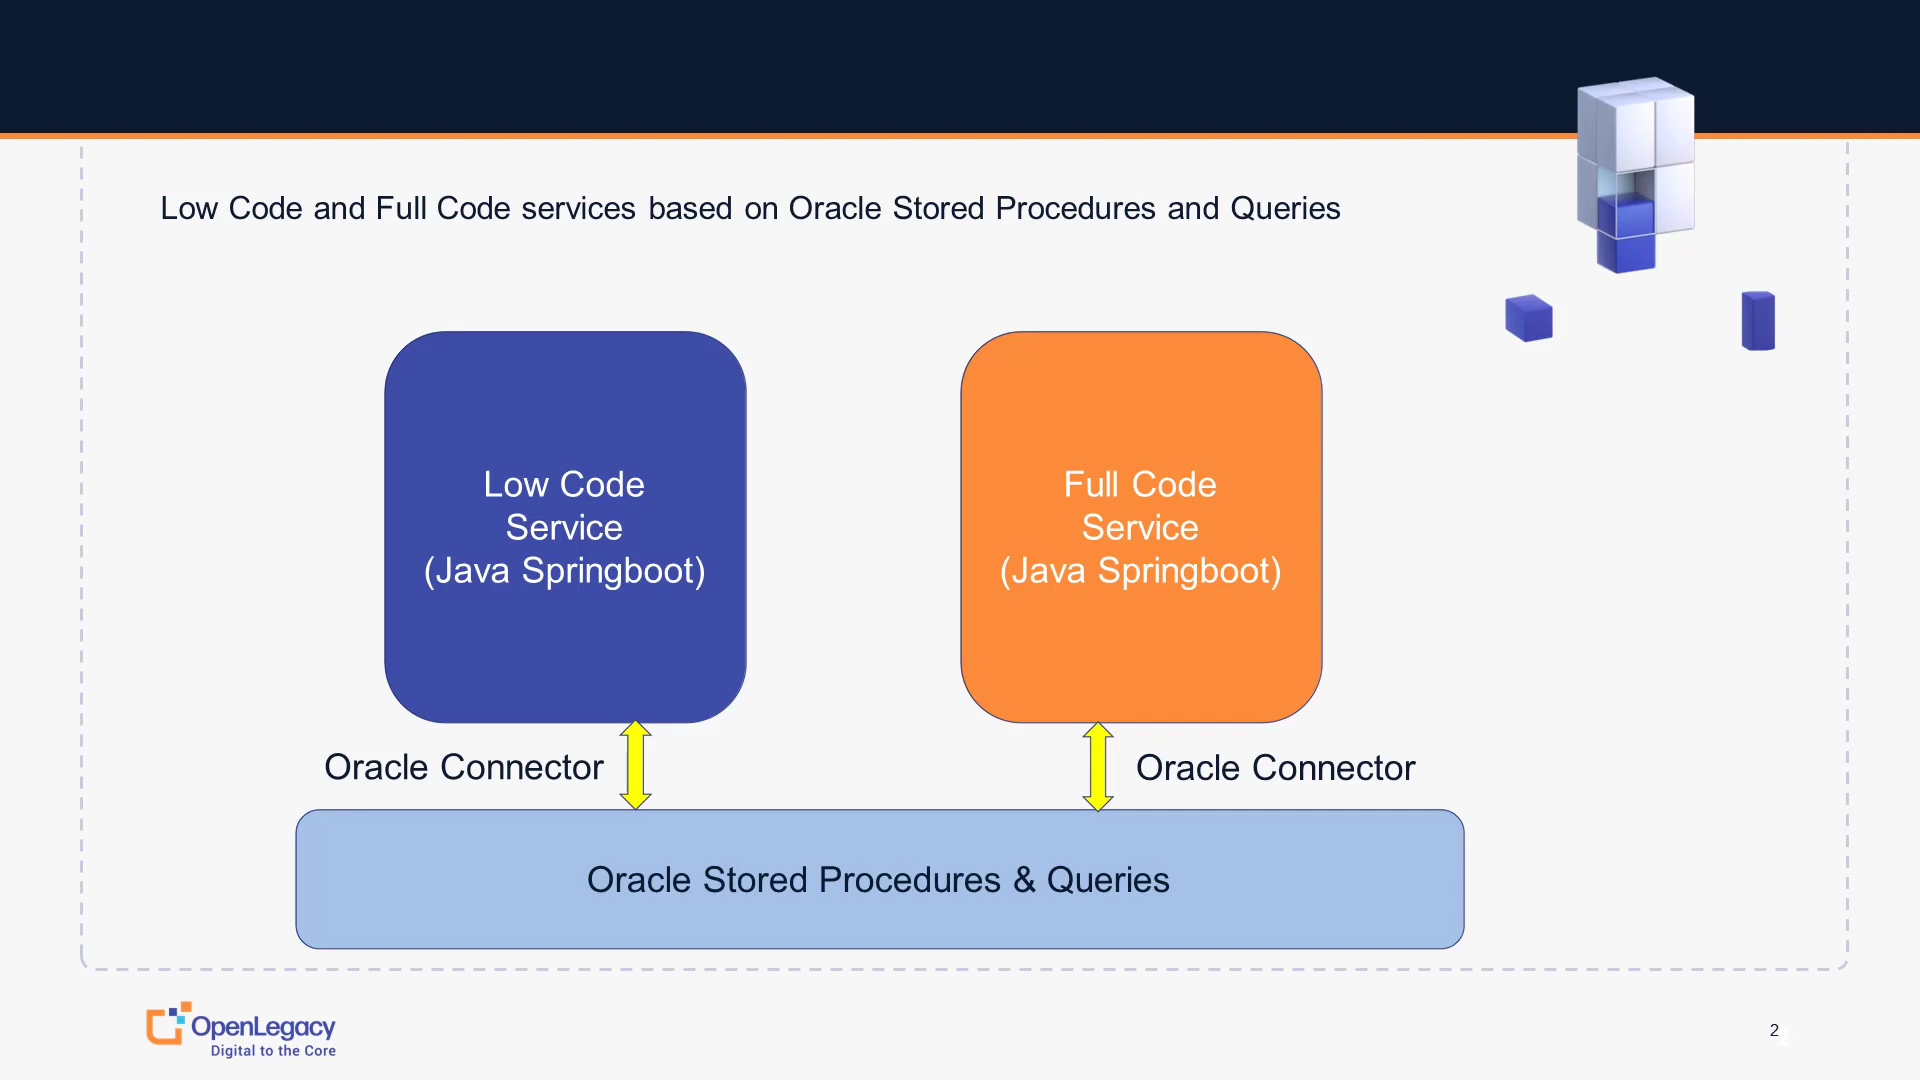 Low Code and Full Code services based on Oracle Stored Procedures and Queries
Low Code
Service
(Java Springboot)
Full Code
Service
(Java Springboot)
Oracle Connector
Oracle Connector
Oracle Stored Procedures & Queries
OpenLegacy
Digital to the Core
2